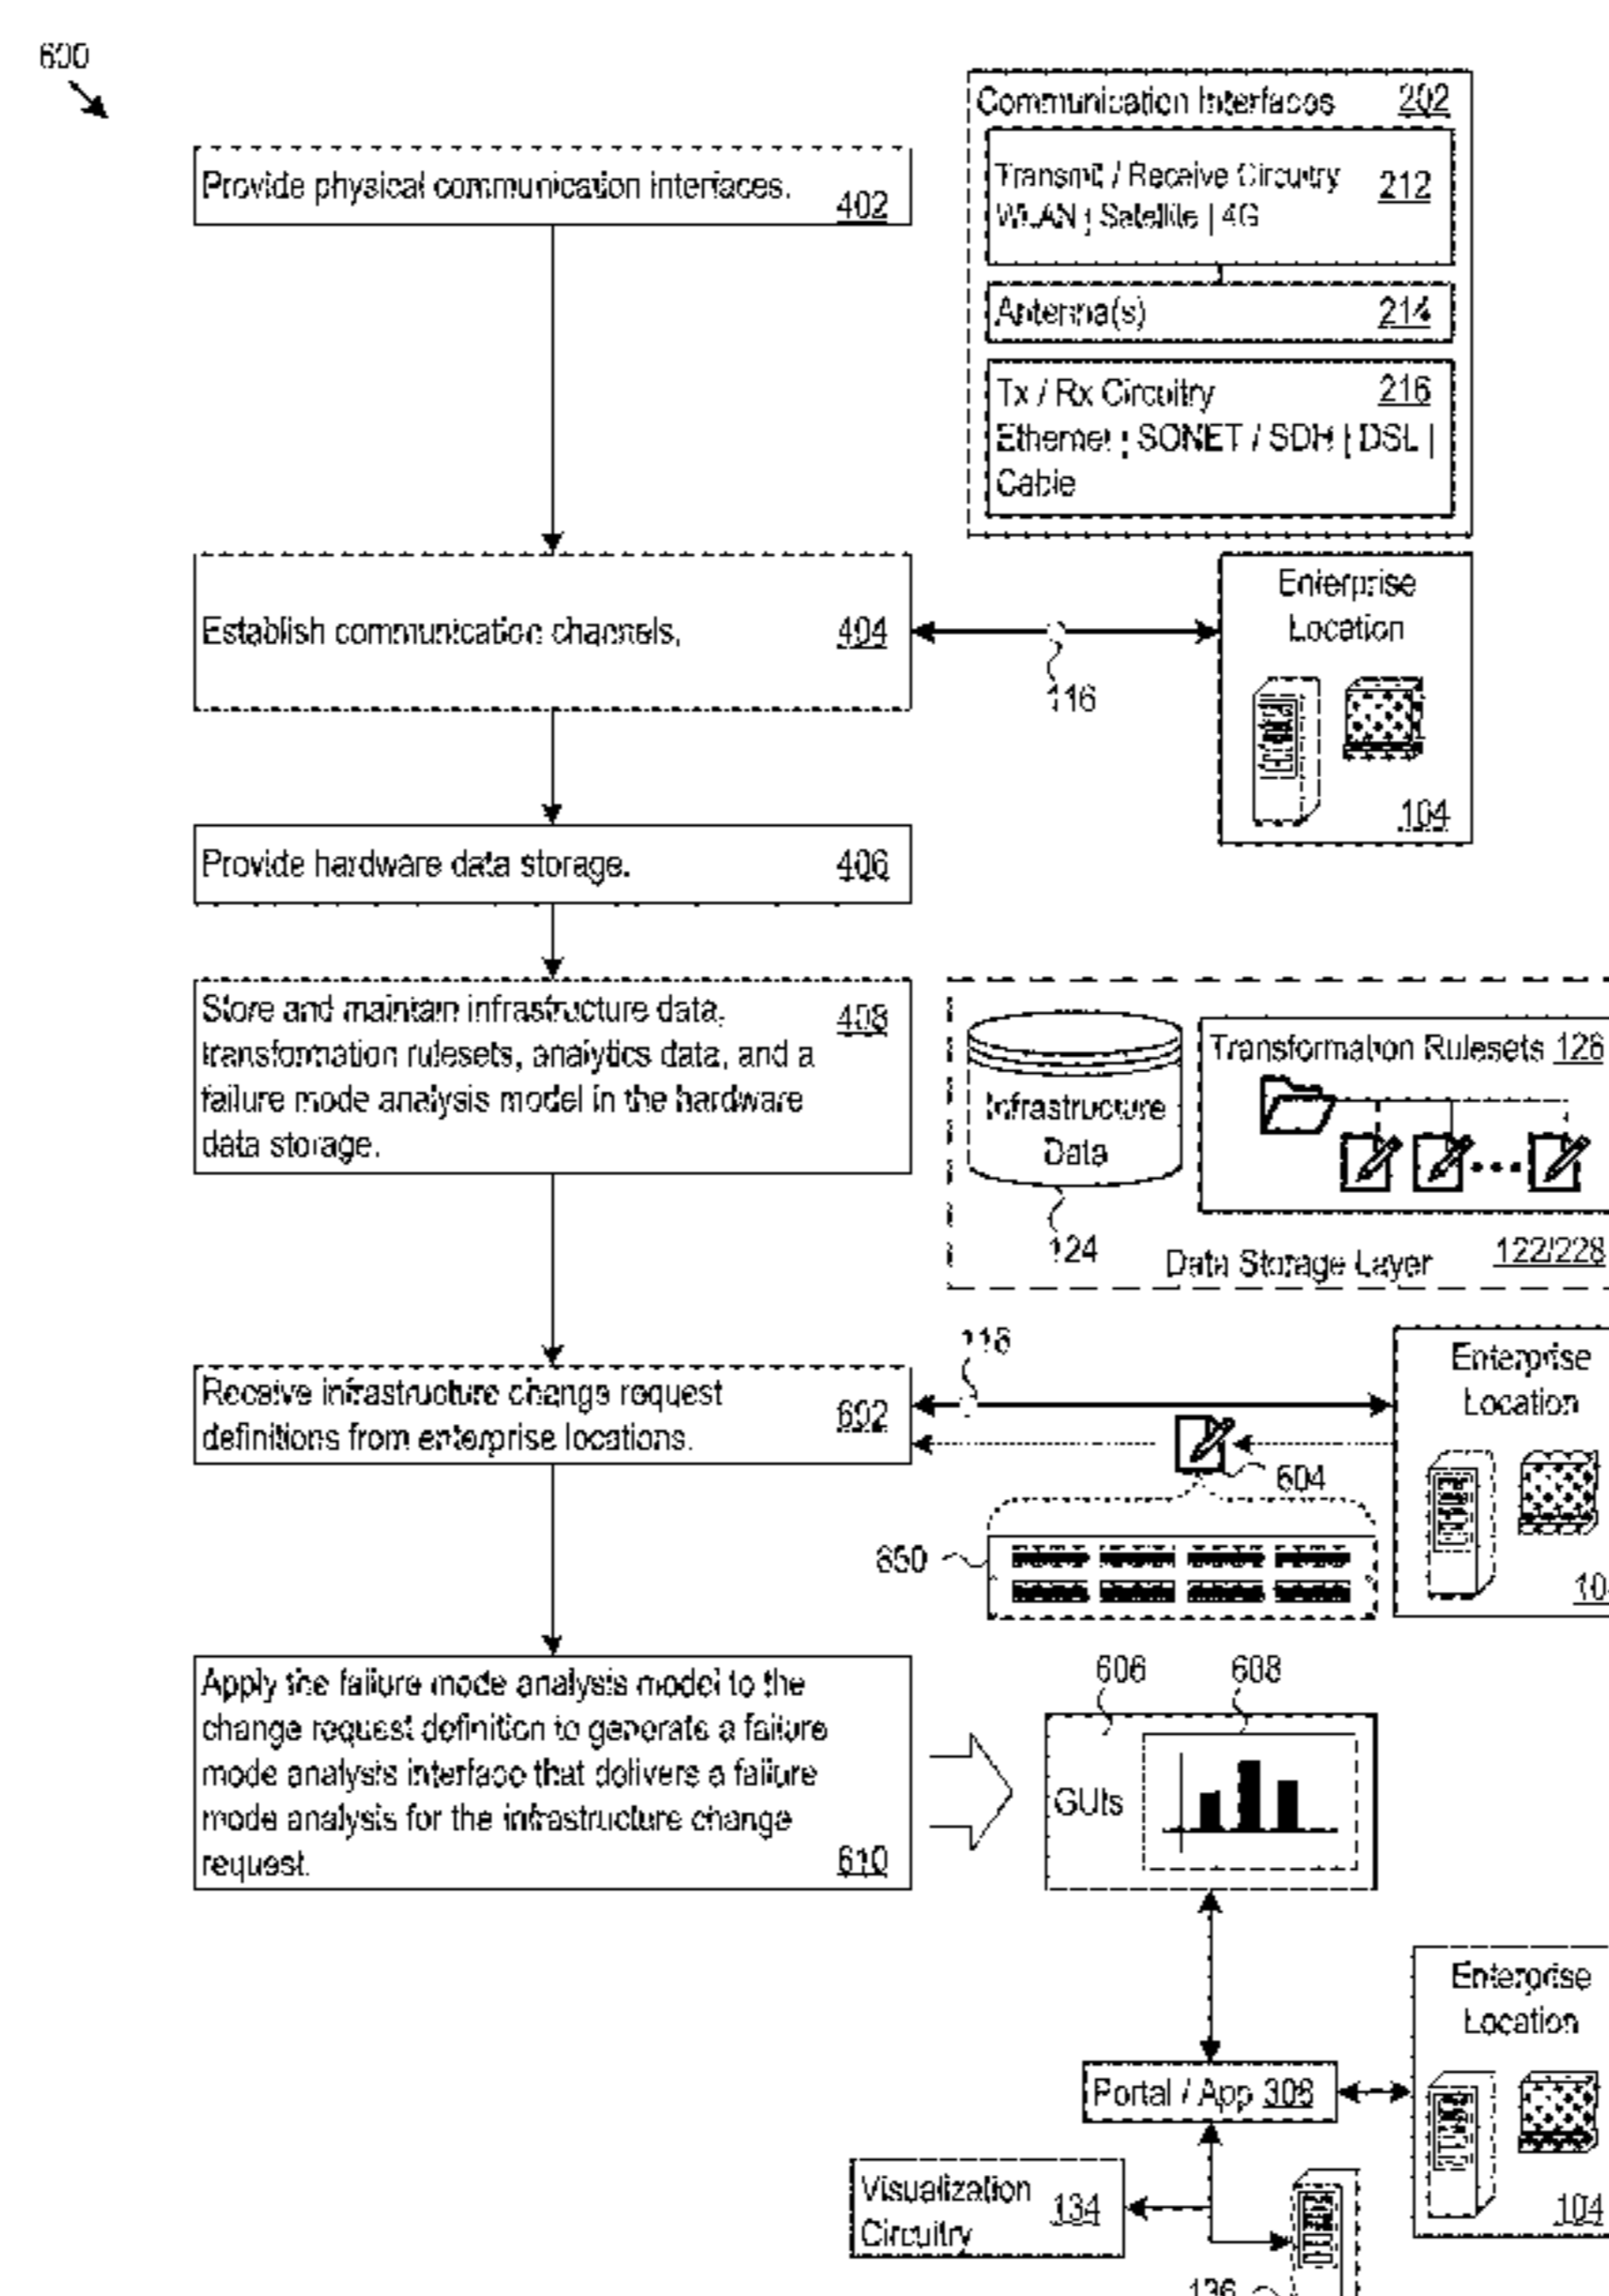 600
Communication Interfaces 202
Transmit / Receive Circuitry 212
WLAN | Satellite | 4G
Antenna(s) 214
Tx / Rx Circuitry 216
Ethernet | SONET / SDH | DSL |
Cable
Provide physical communication interfaces. 402
Establish communication channels. 404
116
Enterprise
Location
104
Provide hardware data storage. 406
Store and maintain infrastructure data, 408
transformation rulesets, analytics data, and a
failure mode analysis model in the hardware
data storage.
Infrastructure
Data
124
Transformation Rulesets 126
Data Storage Layer 122/228
Receive infrastructure change request
definitions from enterprise locations. 602
116
604
650
Enterprise
Location
Apply the failure mode analysis model to the
change request definition to generate a failure
mode analysis interface that delivers a failure
mode analysis for the infrastructure change
request. 610
606 608
GUIs
Portal / App 308
Enterprise
Location
104
Visualization
Circuitry 134
136